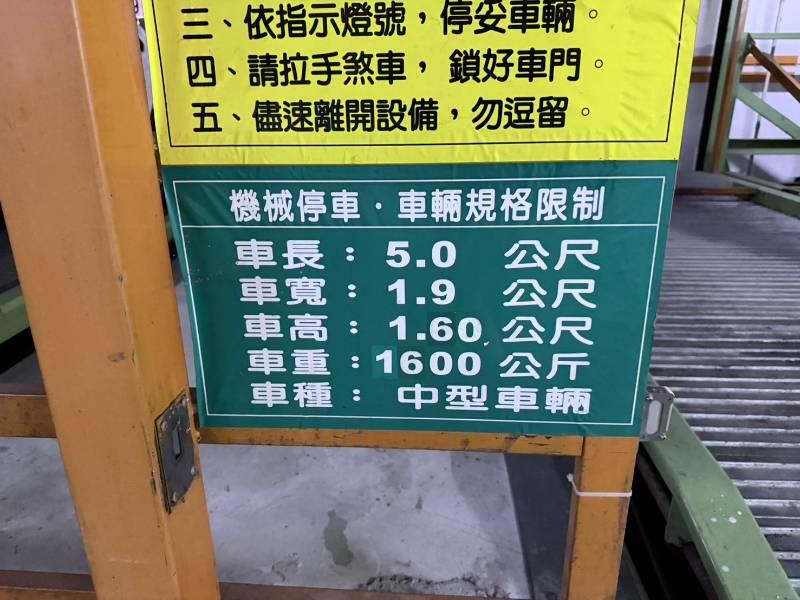 三、依指示燈號，停妥車輛。
四、請拉手煞車，鎖好車門。
五、儘速離開設備，勿逗留。
機械停車．車輛規格限制
車長：5.0 公尺
車寬：1.9 公尺
車高：1.60 公尺
車重：1600 公斤
車種：中型車輛